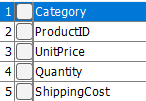 1 Category
2 ProductID
3 UnitPrice
4 Quantity
5 ShippingCost